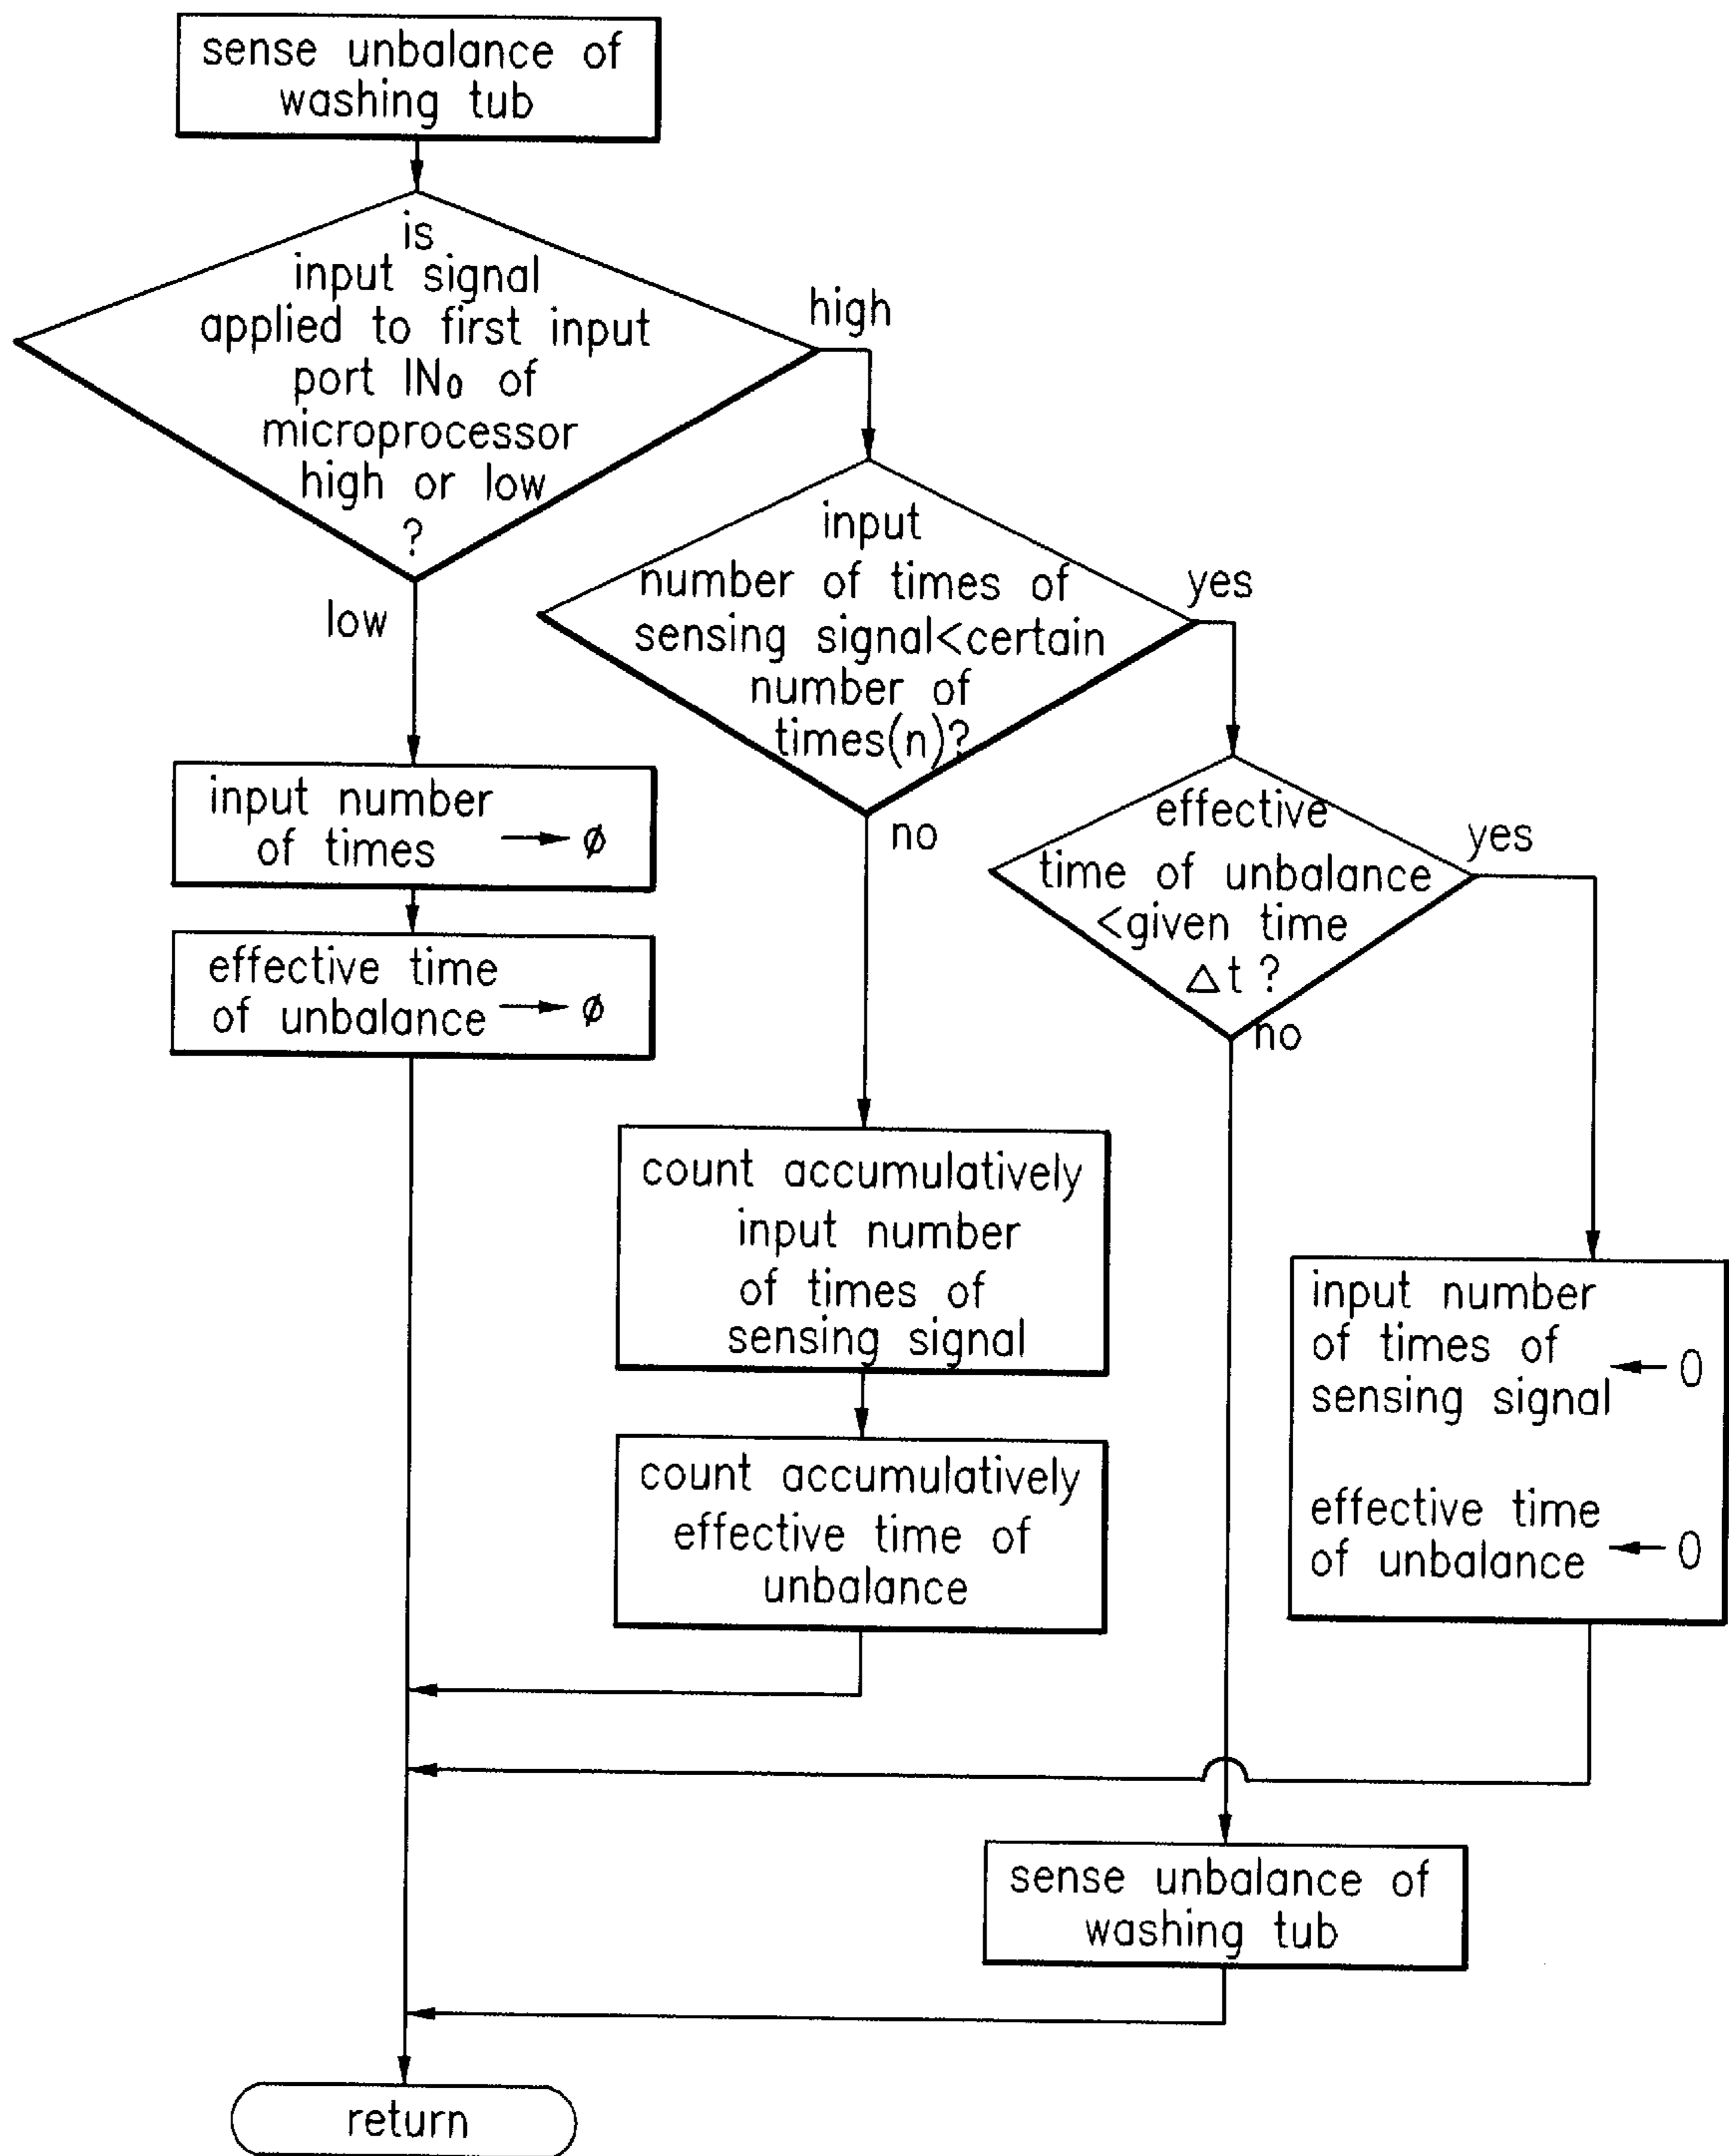 sense unbalance of
washing tub
is
input signal
applied to first input
port IN0 of
microprocessor
high or low
?
high
low
input
number of times of
sensing signal<certain
number of
times(n)?
yes
no
effective
time of unbalance
<given time
Δt ?
yes
no
input number
of times → ϕ
effective time
of unbalance → ϕ
count accumulatively
input number
of times of
sensing signal
count accumulatively
effective time of
unbalance
input number
of times of
sensing signal ← 0
effective time
of unbalance ← 0
sense unbalance of
washing tub
return